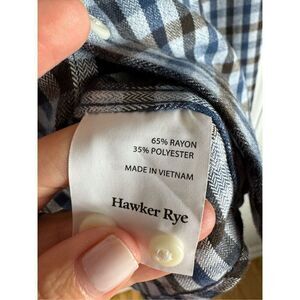 65% RAYON
35% POLYESTER
MADE IN VIETNAM
Hawker Rye